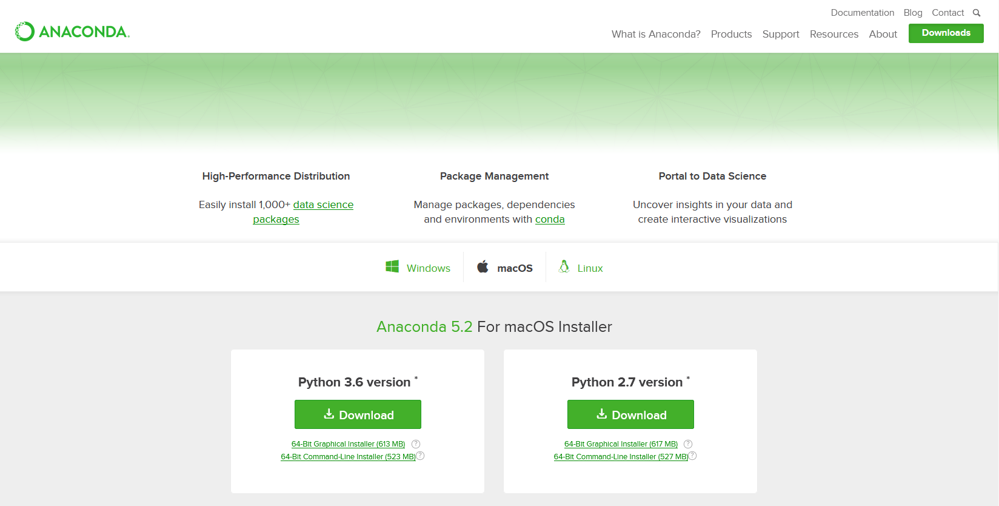 Documentation Blog Contact
ANACONDA.
What is Anaconda? Products Support Resources About Downloads
High-Performance Distribution
Easily install 1,000+ data science
packages
Package Management
Manage packages, dependencies
and environments with conda
Portal to Data Science
Uncover insights in your data and
create interactive visualizations
Windows macOS Linux
Anaconda 5.2 For macOS Installer
Python 3.6 version *
Download
64-Bit Graphical Installer (613 MB) ?
64-Bit Command-Line Installer (523 MB) ?
Python 2.7 version *
Download
64-Bit Graphical Installer (617 MB) ?
64-Bit Command-Line Installer (527 MB) ?